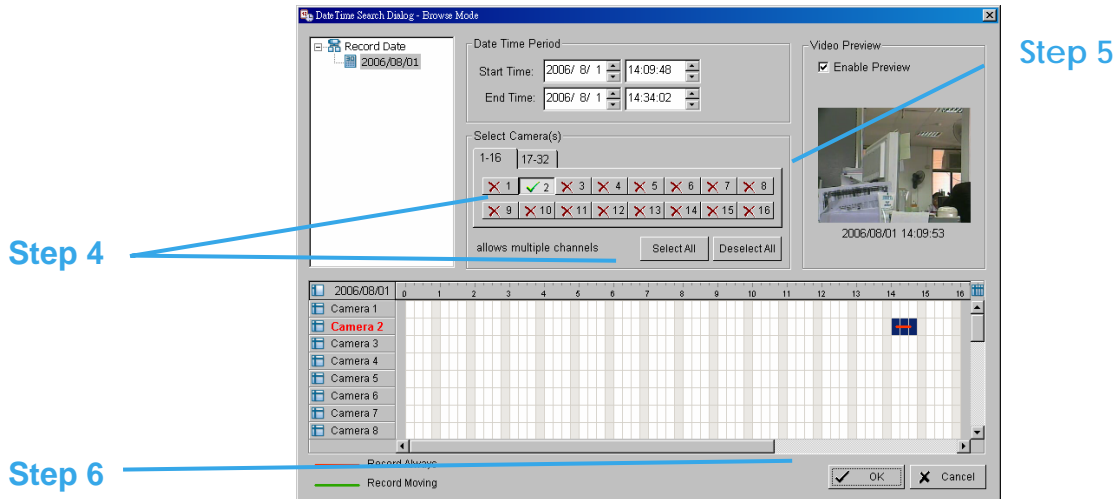 DateTime Search Dialog - Browse Mode
Record Date
2006/08/01
Date Time Period
Start Time: 2006/ 8/ 1 14:09:48
End Time: 2006/ 8/ 1 14:34:02
Select Camera(s)
1-16 17-32
1 2 3 4 5 6 7 8
9 10 11 12 13 14 15 16
allows multiple channels Select All Deselect All
Video Preview
Enable Preview
2006/08/01 14:09:53
Step 5
Step 4
2006/08/01 0 1 2 3 4 5 6 7 8 9 10 11 12 13 14 15 16
Camera 1
Camera 2
Camera 3
Camera 4
Camera 5
Camera 6
Camera 7
Camera 8
Step 6
Record Always
Record Moving
OK Cancel